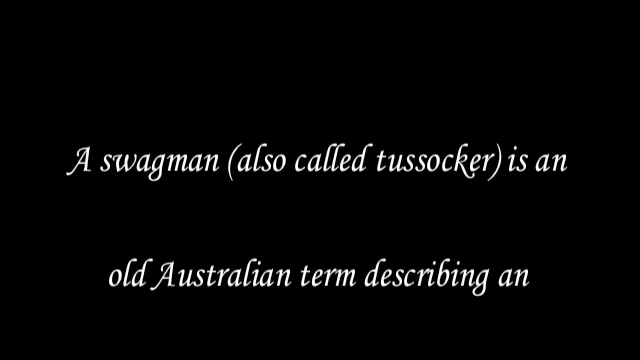 A swagman (also called tussocker) is an
old Australian term describing an